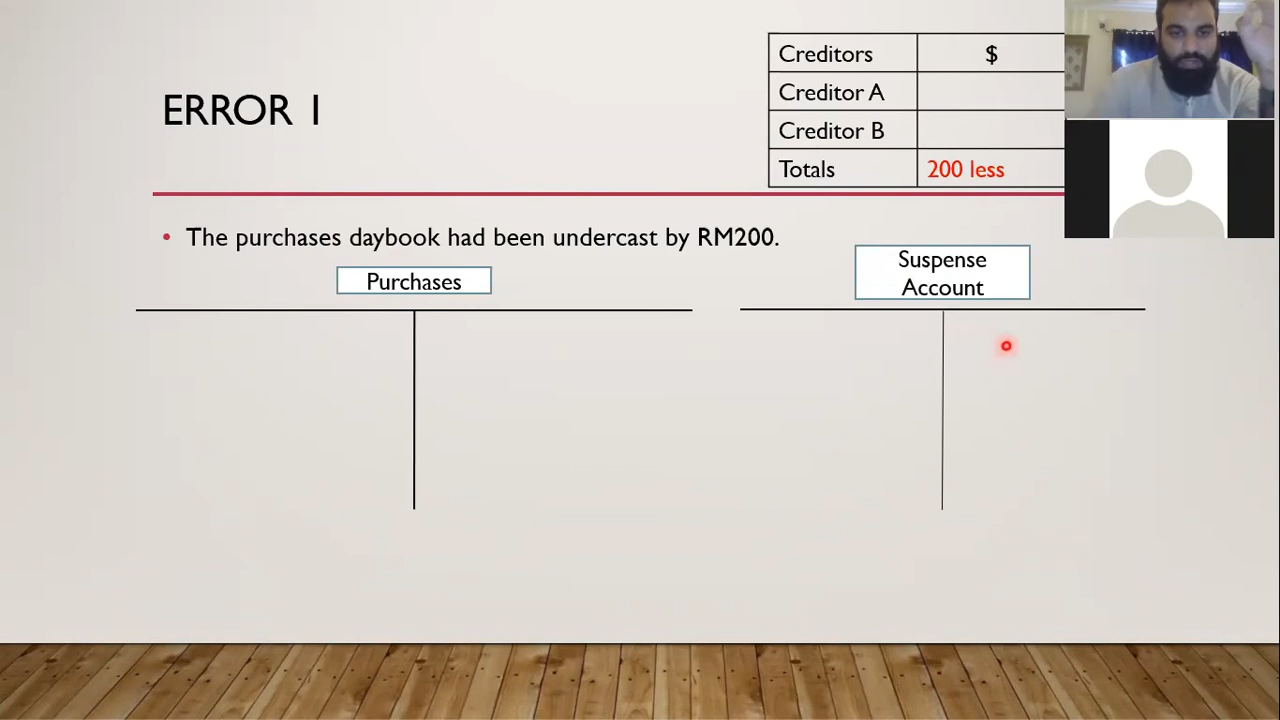 ERROR 1
Creditors $
Creditor A
Creditor B
Totals 200 less
• The purchases daybook had been undercast by RM200.
Purchases
Suspense
Account